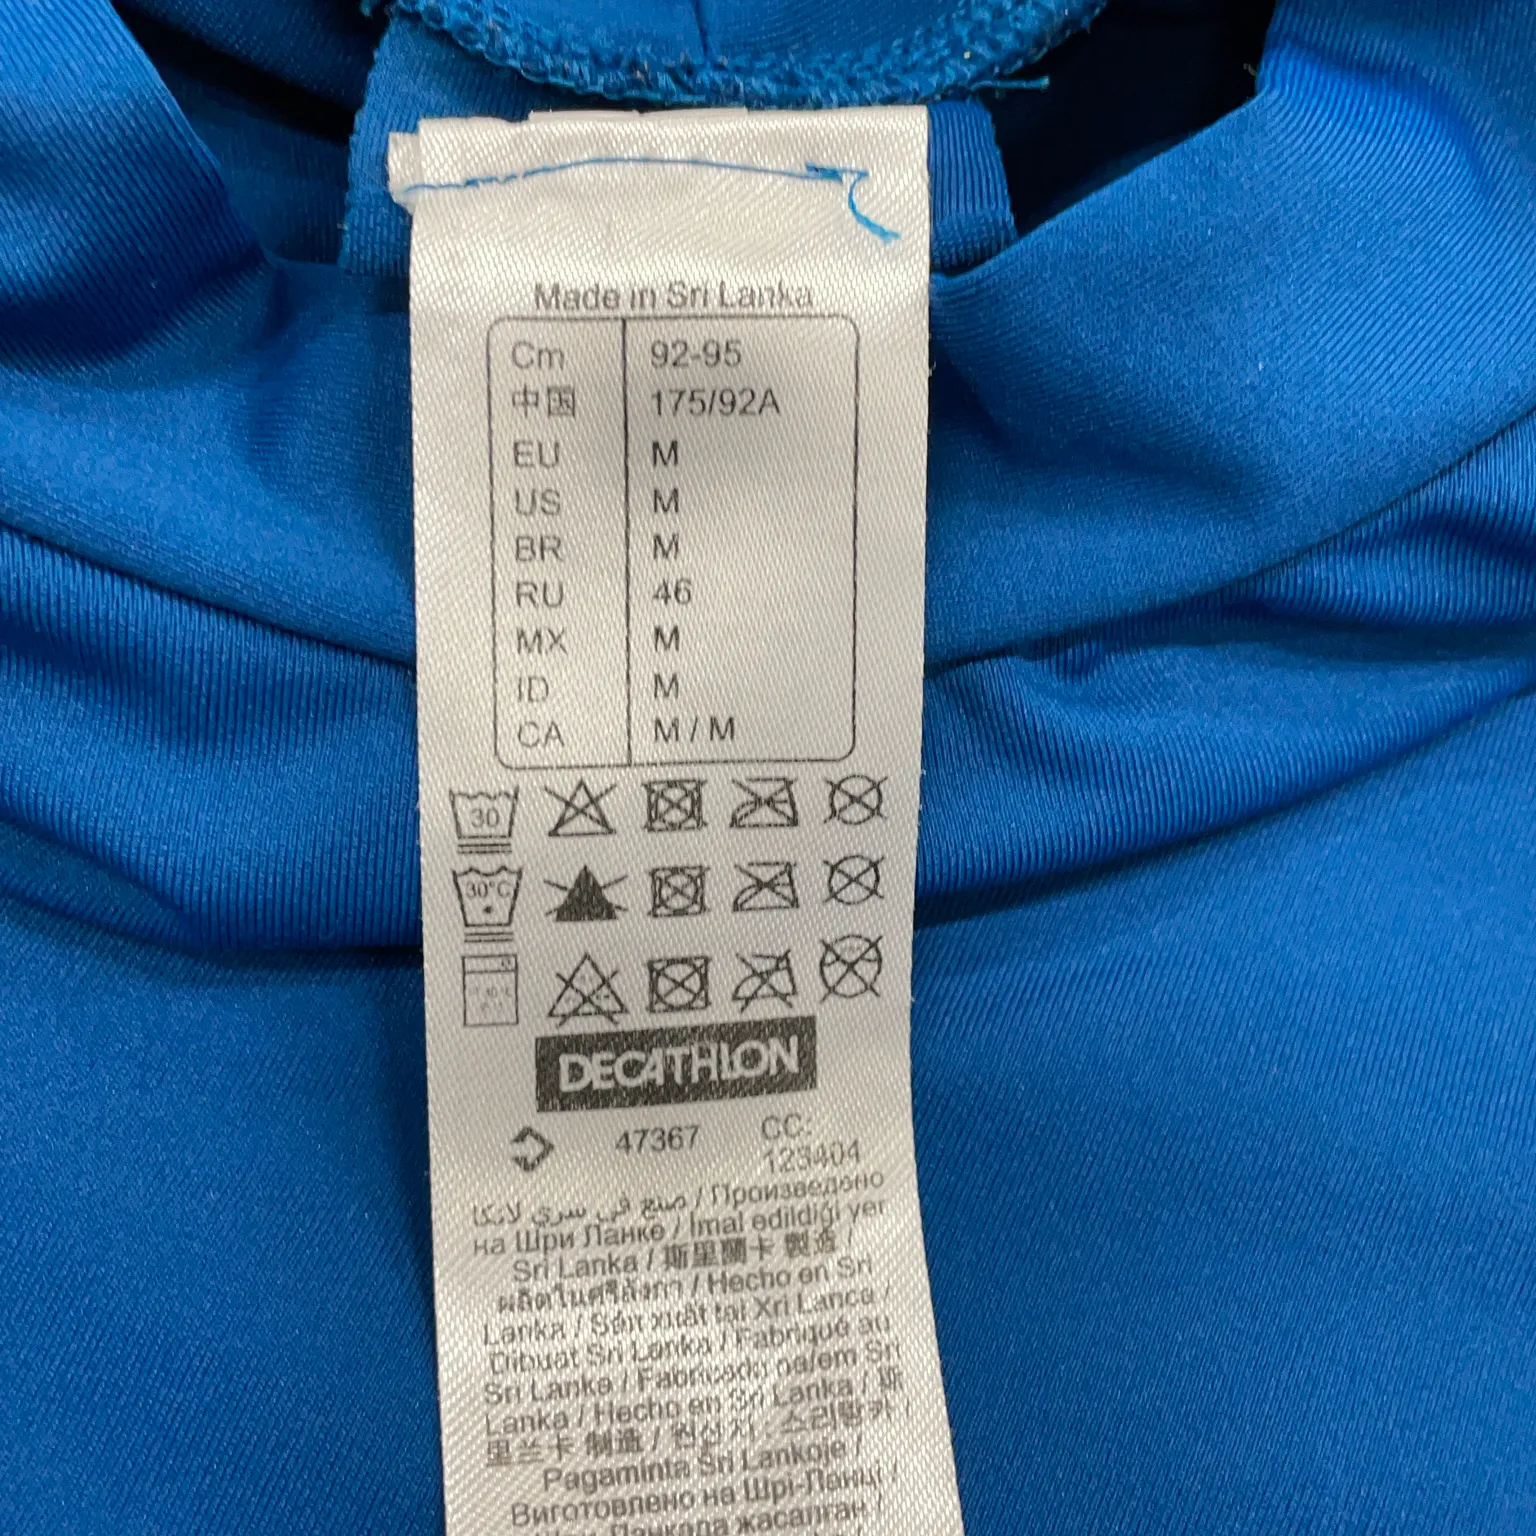 Made in Sri Lanka
Cm 92-95
中国 175/92A
EU M
US M
BR M
RU 46
MX M
ID M
CA M / M
30
30°C
DECATHLON
47367 CC:
123404
صنع في سري لانكا / Произведено
на Шри Ланке / İmal edildiği yer
Sri Lanka / 斯里蘭卡 製造 /
ผลิตในศรีลังกา / Hecho en Sri
Lanka / Sản xuất tại Xri Lanca /
Dibuat Sri Lanka / Fabriqué au
Sri Lanka / Fabricado na/em Sri
Lanka / Hecho en Sri Lanka / 斯
里兰卡 制造 / 원산지 : 스리랑카 /
Pagaminta Šri Lankoje /
Виготовлено на Шрі-Ланці /
Шри-Ланкада жасалған /